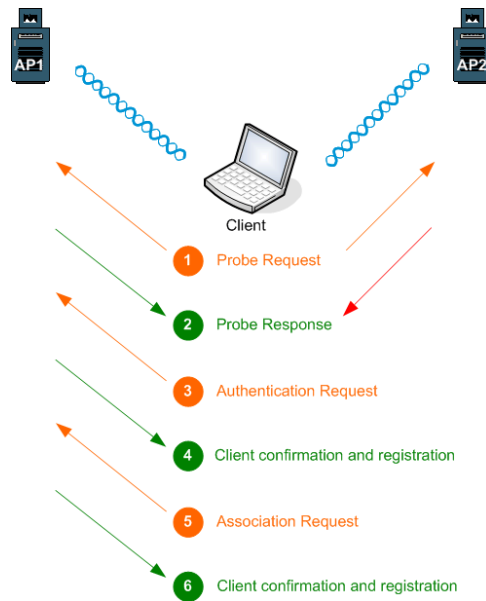 AP1
AP2
Client
1 Probe Request
2 Probe Response
3 Authentication Request
4 Client confirmation and registration
5 Association Request
6 Client confirmation and registration